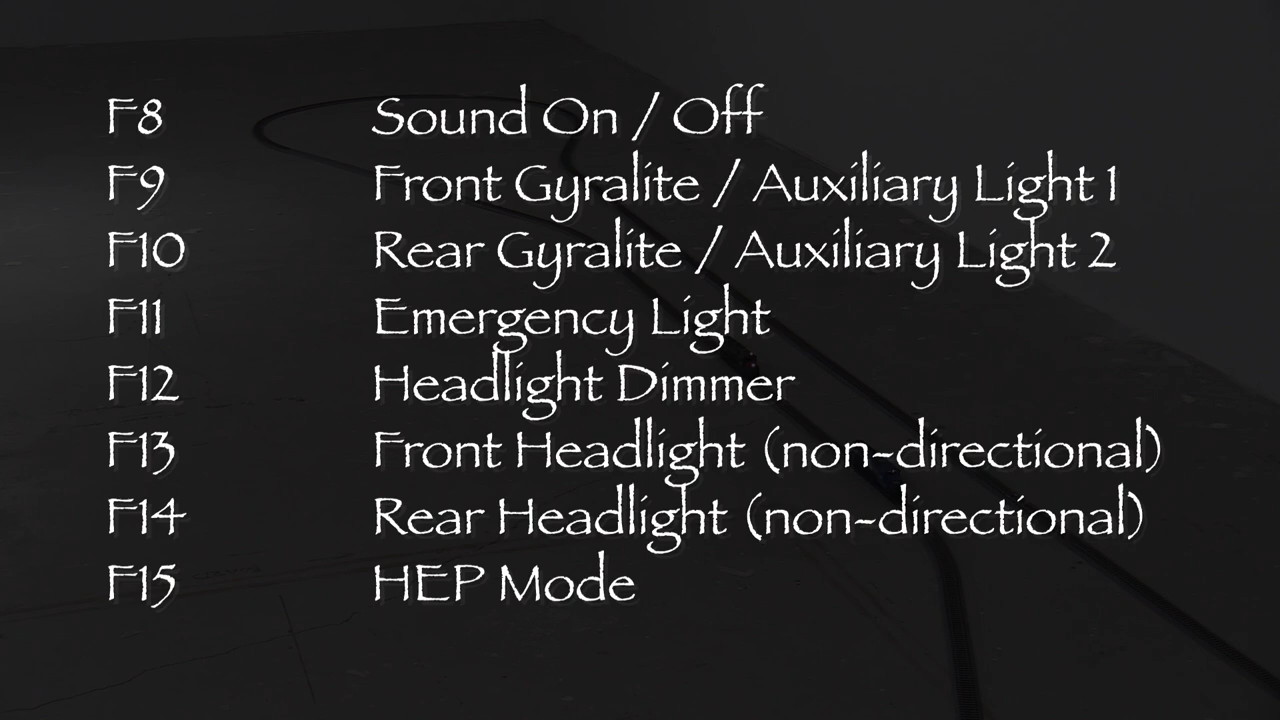 F8 Sound On / Off
F9 Front Gyralite / Auxiliary Light 1
F10 Rear Gyralite / Auxiliary Light 2
F11 Emergency Light
F12 Headlight Dimmer
F13 Front Headlight (non-directional)
F14 Rear Headlight (non-directional)
F15 HEP Mode